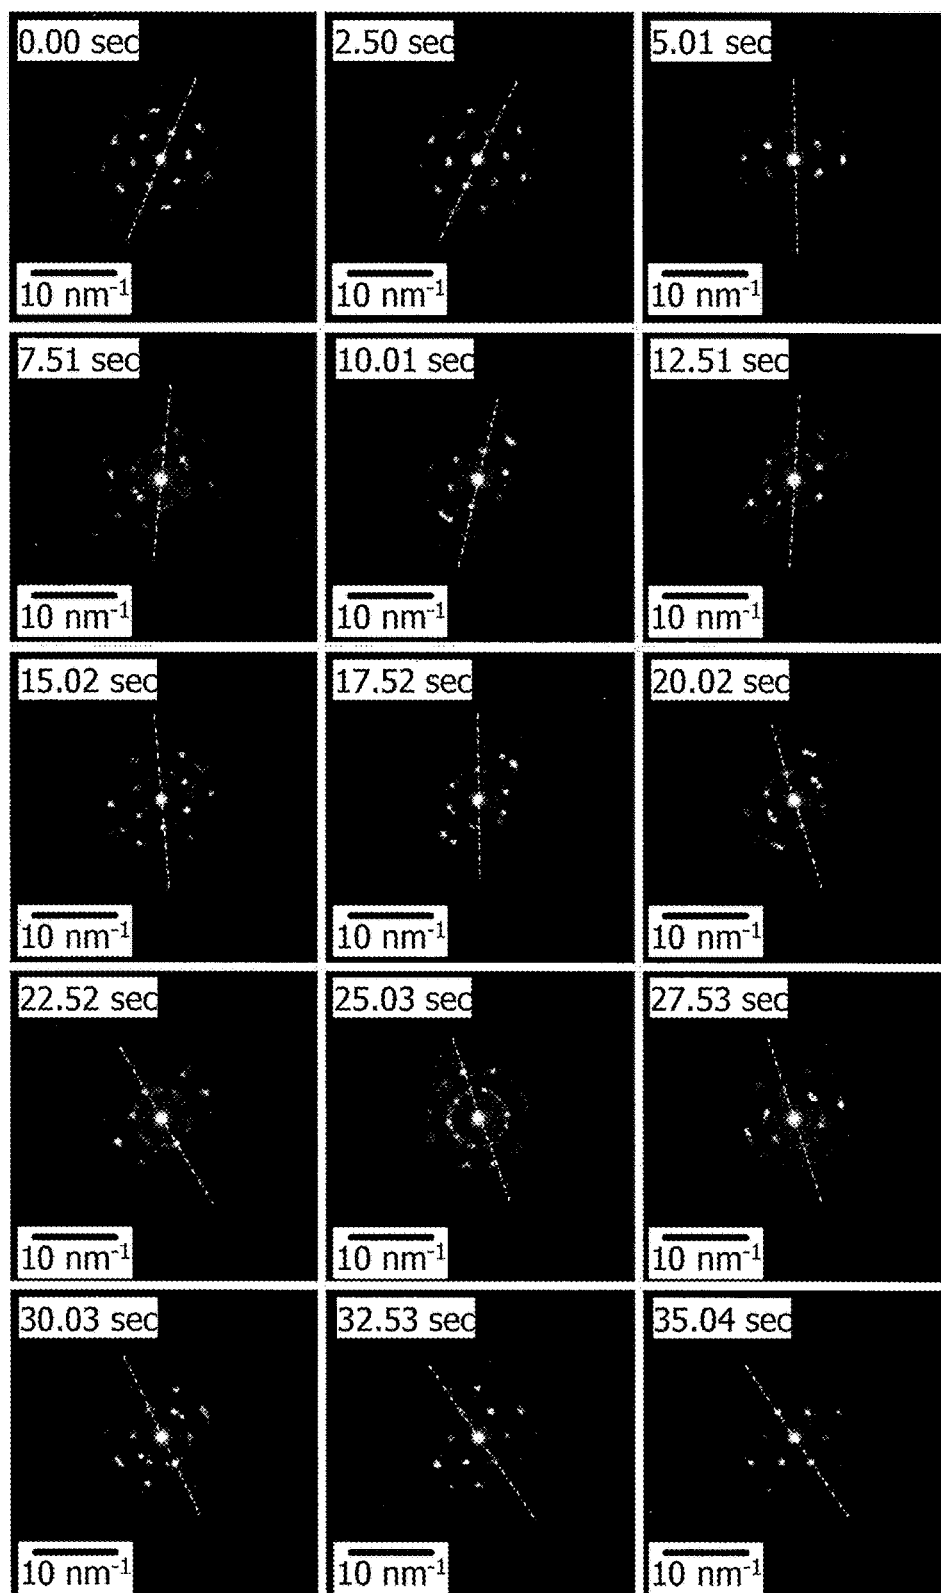 0.00 sec
2.50 sec
5.01 sec
10 nm⁻¹
10 nm⁻¹
10 nm⁻¹
7.51 sec
10.01 sec
12.51 sec
10 nm⁻¹
10 nm⁻¹
10 nm⁻¹
15.02 sec
17.52 sec
20.02 sec
10 nm⁻¹
10 nm⁻¹
10 nm⁻¹
22.52 sec
25.03 sec
27.53 sec
10 nm⁻¹
10 nm⁻¹
10 nm⁻¹
30.03 sec
32.53 sec
35.04 sec
10 nm⁻¹
10 nm⁻¹
10 nm⁻¹